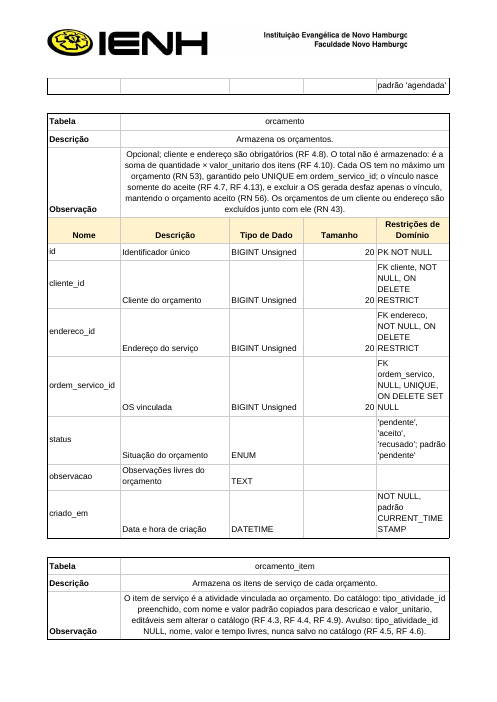 IENH
Instituição Evangélica de Novo Hamburgo
Faculdade Novo Hamburgo
padrão 'agendada'
Tabela orcamento
Descrição Armazena os orçamentos.
Opcional; cliente e endereço são obrigatórios (RF 4.8). O total não é armazenado: é a
soma de quantidade × valor_unitario dos itens (RF 4.10). Cada OS tem no máximo um
orçamento (RN 53), garantido pelo UNIQUE em ordem_servico_id; o vínculo nasce
somente do aceite (RF 4.7, RF 4.13), e excluir a OS gerada desfaz apenas o vínculo,
mantendo o orçamento aceito (RN 56). Os orçamentos de um cliente ou endereço são
Observação excluídos junto com ele (RN 43).
Nome Descrição Tipo de Dado Tamanho Restrições de
Domínio
id Identificador único BIGINT Unsigned 20 PK NOT NULL
FK cliente, NOT
NULL, ON
cliente_id DELETE
Cliente do orçamento BIGINT Unsigned 20 RESTRICT
FK endereco,
NOT NULL, ON
endereco_id DELETE
Endereço do serviço BIGINT Unsigned 20 RESTRICT
FK
ordem_servico,
ordem_servico_id NULL, UNIQUE,
ON DELETE SET
OS vinculada BIGINT Unsigned 20 NULL
'pendente',
status 'aceito',
'recusado'; padrão
Situação do orçamento ENUM 'pendente'
observacao Observações livres do
orçamento TEXT
NOT NULL,
criado_em padrão
CURRENT_TIME
Data e hora de criação DATETIME STAMP
Tabela orcamento_item
Descrição Armazena os itens de serviço de cada orçamento.
O item de serviço é a atividade vinculada ao orçamento. Do catálogo: tipo_atividade_id
preenchido, com nome e valor padrão copiados para descricao e valor_unitario,
editáveis sem alterar o catálogo (RF 4.3, RF 4.4, RF 4.9). Avulso: tipo_atividade_id
Observação NULL, nome, valor e tempo livres, nunca salvo no catálogo (RF 4.5, RF 4.6).